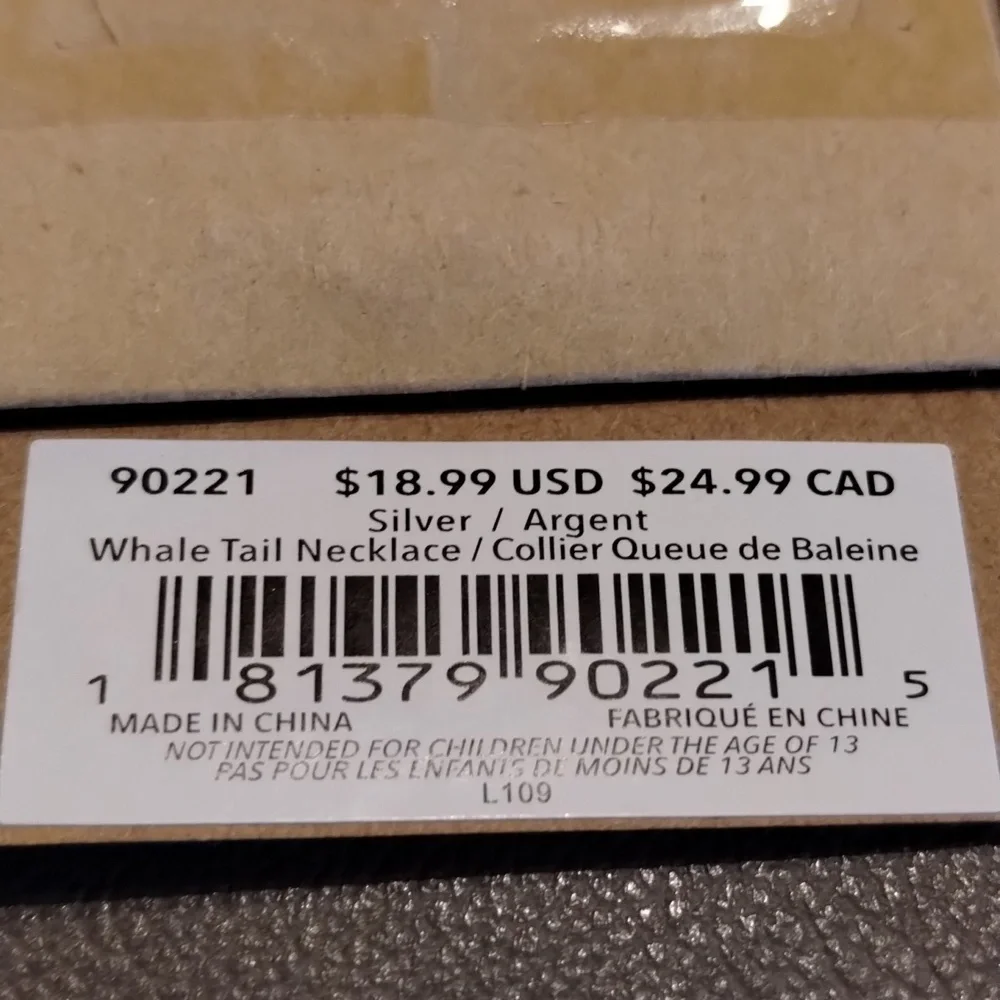 90221 $18.99 USD $24.99 CAD
Silver / Argent
Whale Tail Necklace / Collier Queue de Baleine
1 81379 90221 5
MADE IN CHINA FABRIQUÉ EN CHINE
NOT INTENDED FOR CHILDREN UNDER THE AGE OF 13
PAS POUR LES ENFANTS DE MOINS DE 13 ANS
L109